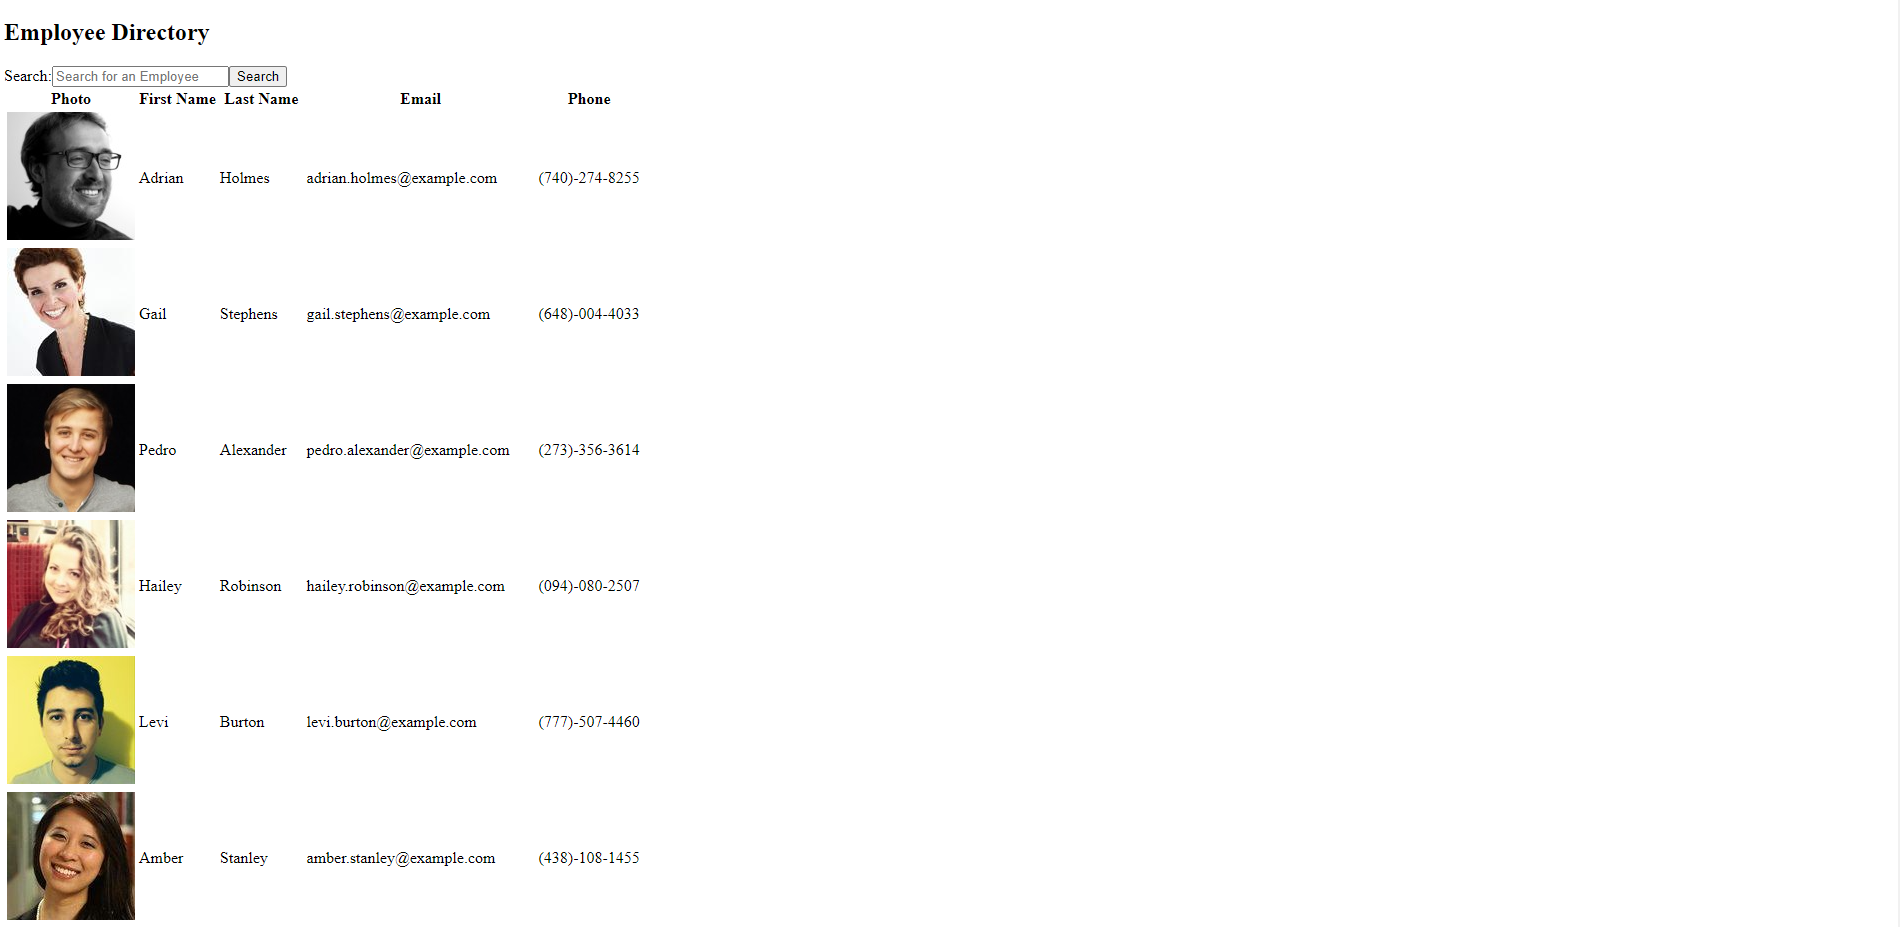 Employee Directory
Search: Search for an Employee Search
Photo First Name Last Name Email Phone
Adrian Holmes adrian.holmes@example.com (740)-274-8255
Gail Stephens gail.stephens@example.com (648)-004-4033
Pedro Alexander pedro.alexander@example.com (273)-356-3614
Hailey Robinson hailey.robinson@example.com (094)-080-2507
Levi Burton levi.burton@example.com (777)-507-4460
Amber Stanley amber.stanley@example.com (438)-108-1455